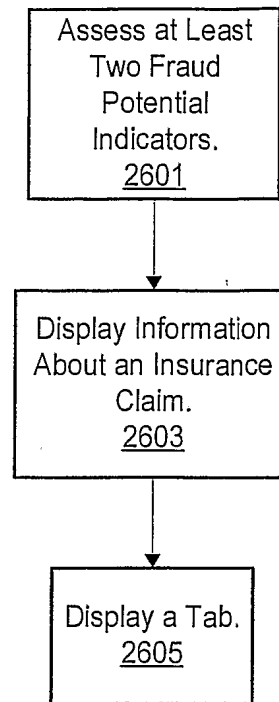 Assess at Least
Two Fraud
Potential
Indicators.
2601
Display Information
About an Insurance
Claim.
2603
Display a Tab.
2605